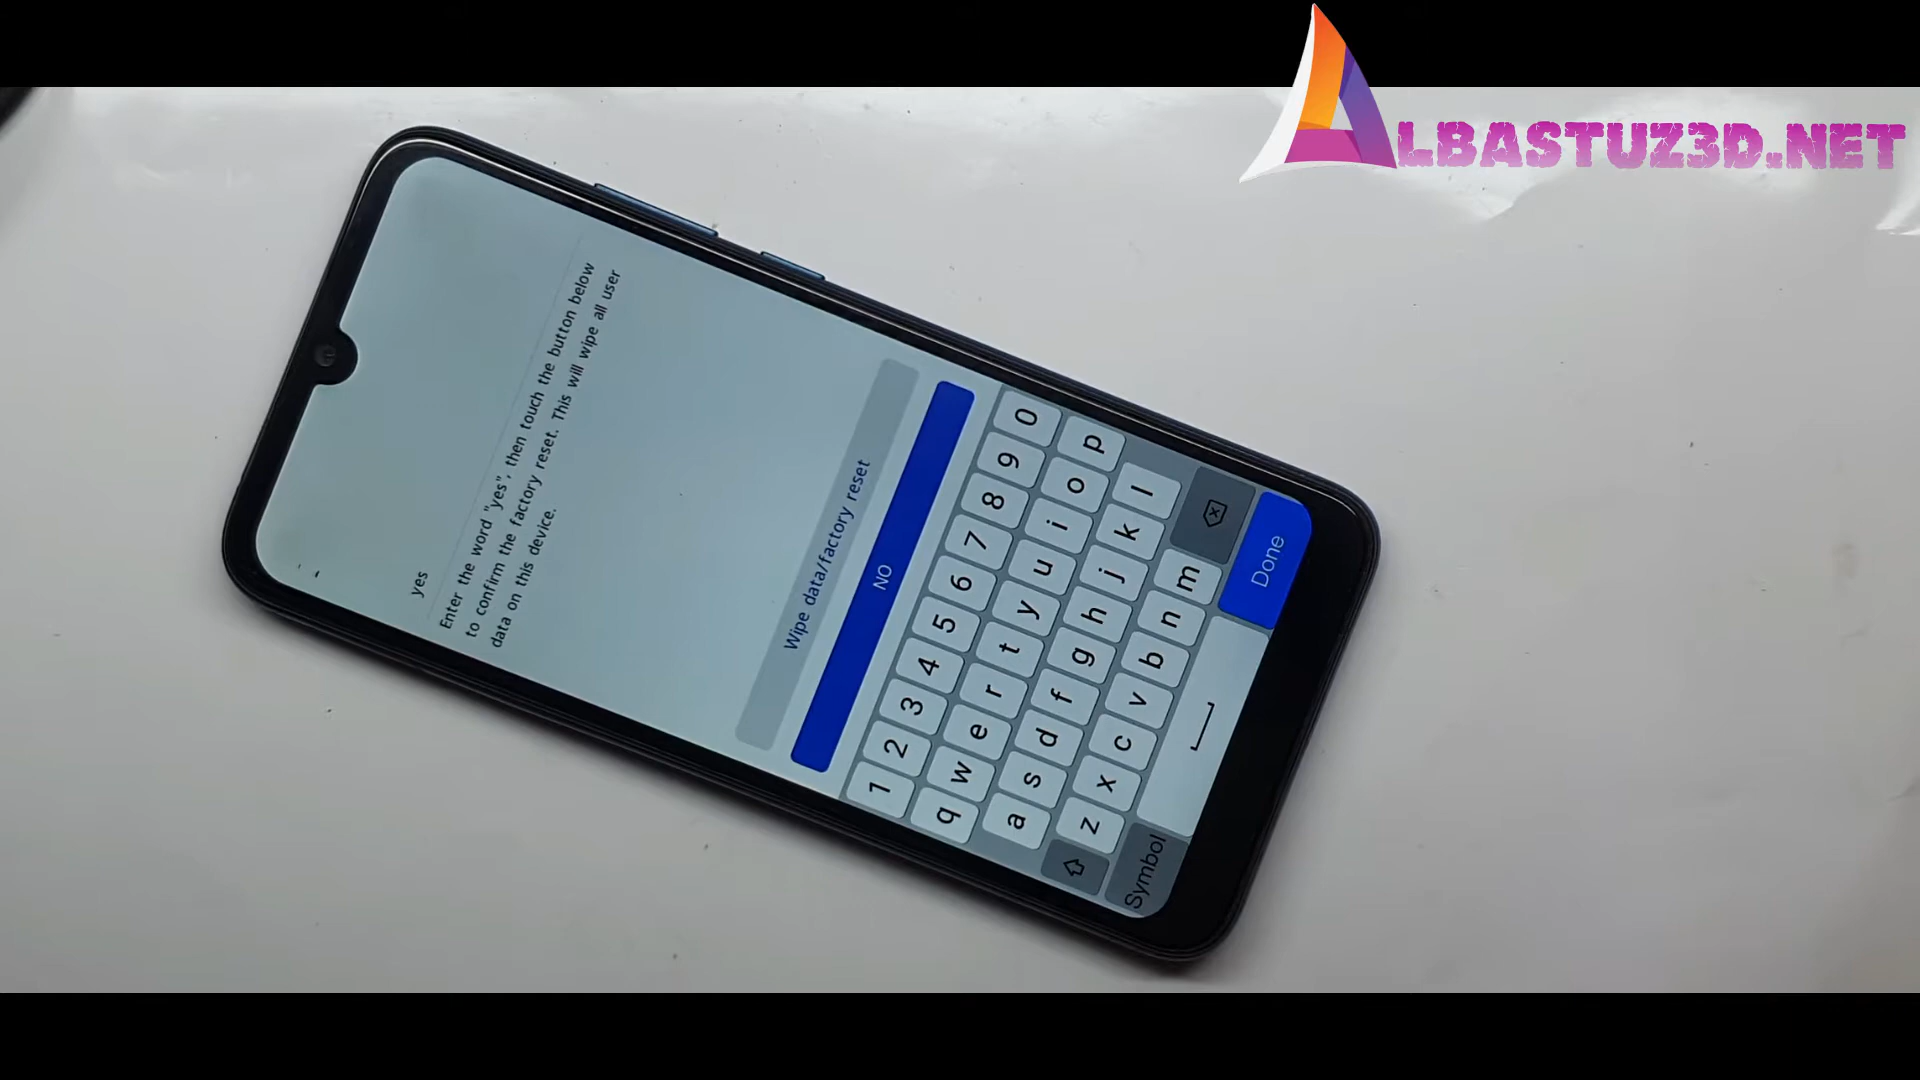 ALBASTUZ3D.NET
yes
Enter the word "yes", then touch the button below
to confirm the factory reset. This will wipe all user
data on this device.
Wipe data/factory reset
NO
1 2 3 4 5 6 7 8 9 0
q w e r t y u i o p
a s d f g h j k l
z x c v b n m
Symbol Done